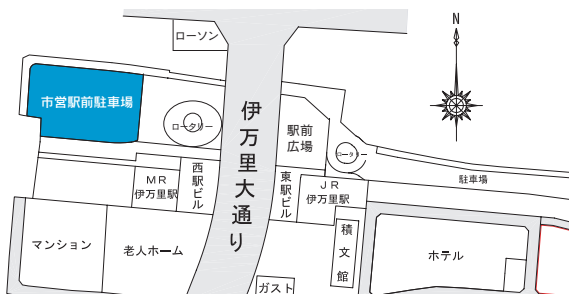 N
ローソン
市営駅前駐車場
ロータリー
伊万里大通り
駅前
広場
ロータリー
駐車場
MR
伊万里駅
西駅ビル
東駅ビル
JR
伊万里駅
マンション
老人ホーム
積文館
ホテル
ガスト